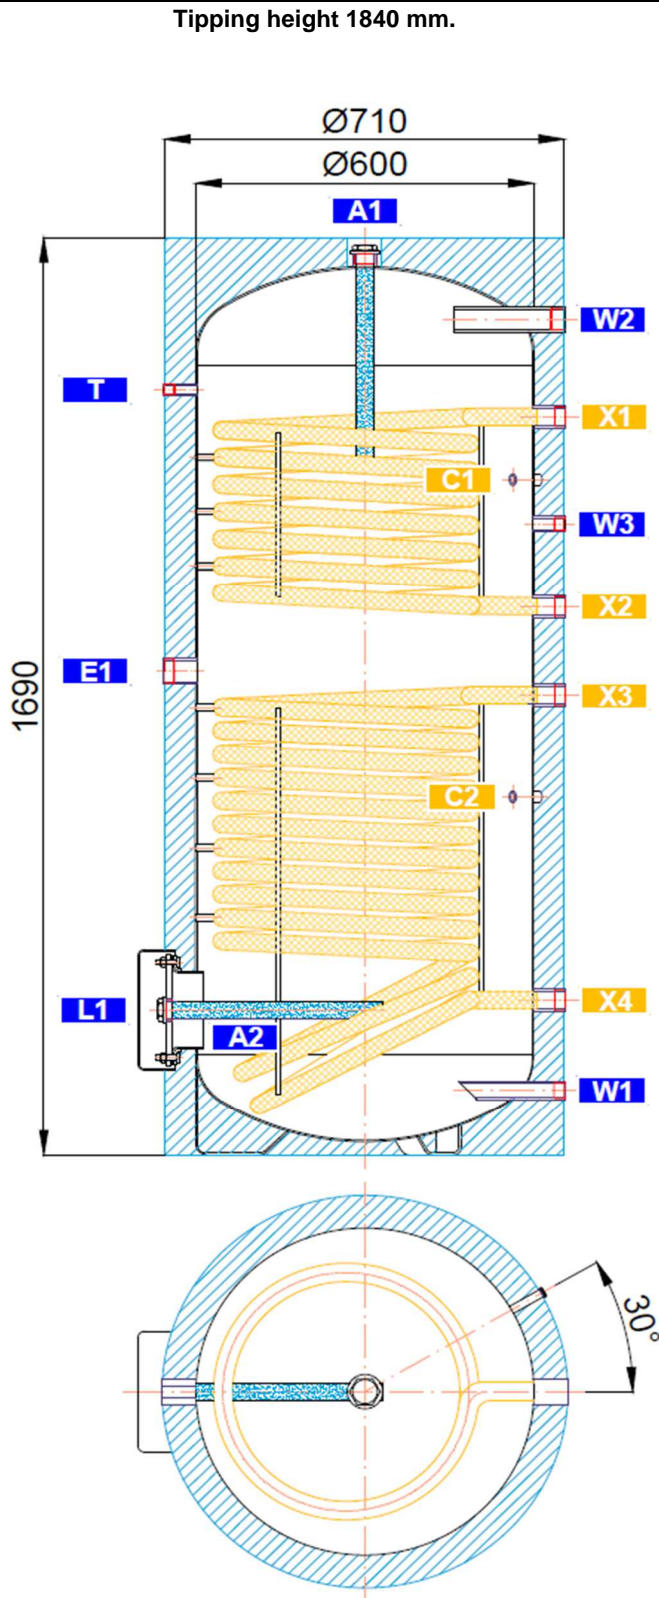 Tipping height 1840 mm.
Ø710
Ø600
A1
W2
T
X1
C1
W3
X2
E1
X3
1690
C2
L1
X4
A2
W1
30°